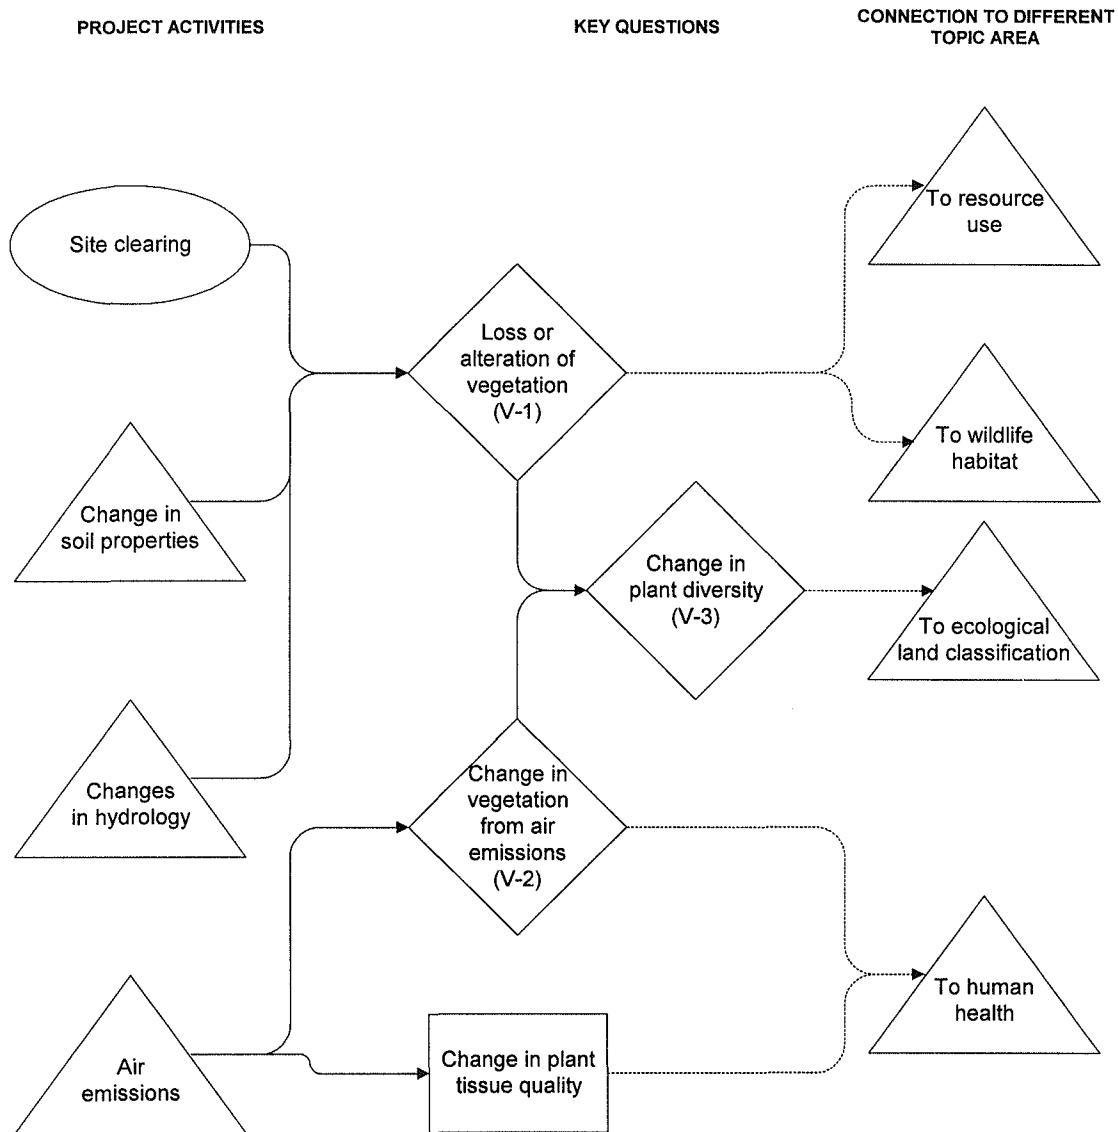 PROJECT ACTIVITIES
KEY QUESTIONS
CONNECTION TO DIFFERENT
TOPIC AREA
To resource
use
Site clearing
Loss or
alteration of
vegetation
(V-1)
To wildlife
habitat
Change in
soil properties
Change in
plant diversity
(V-3)
To ecological
land classification
Changes
in hydrology
Change in
vegetation
from air
emissions
(V-2)
To human
health
Air
emissions
Change in plant
tissue quality